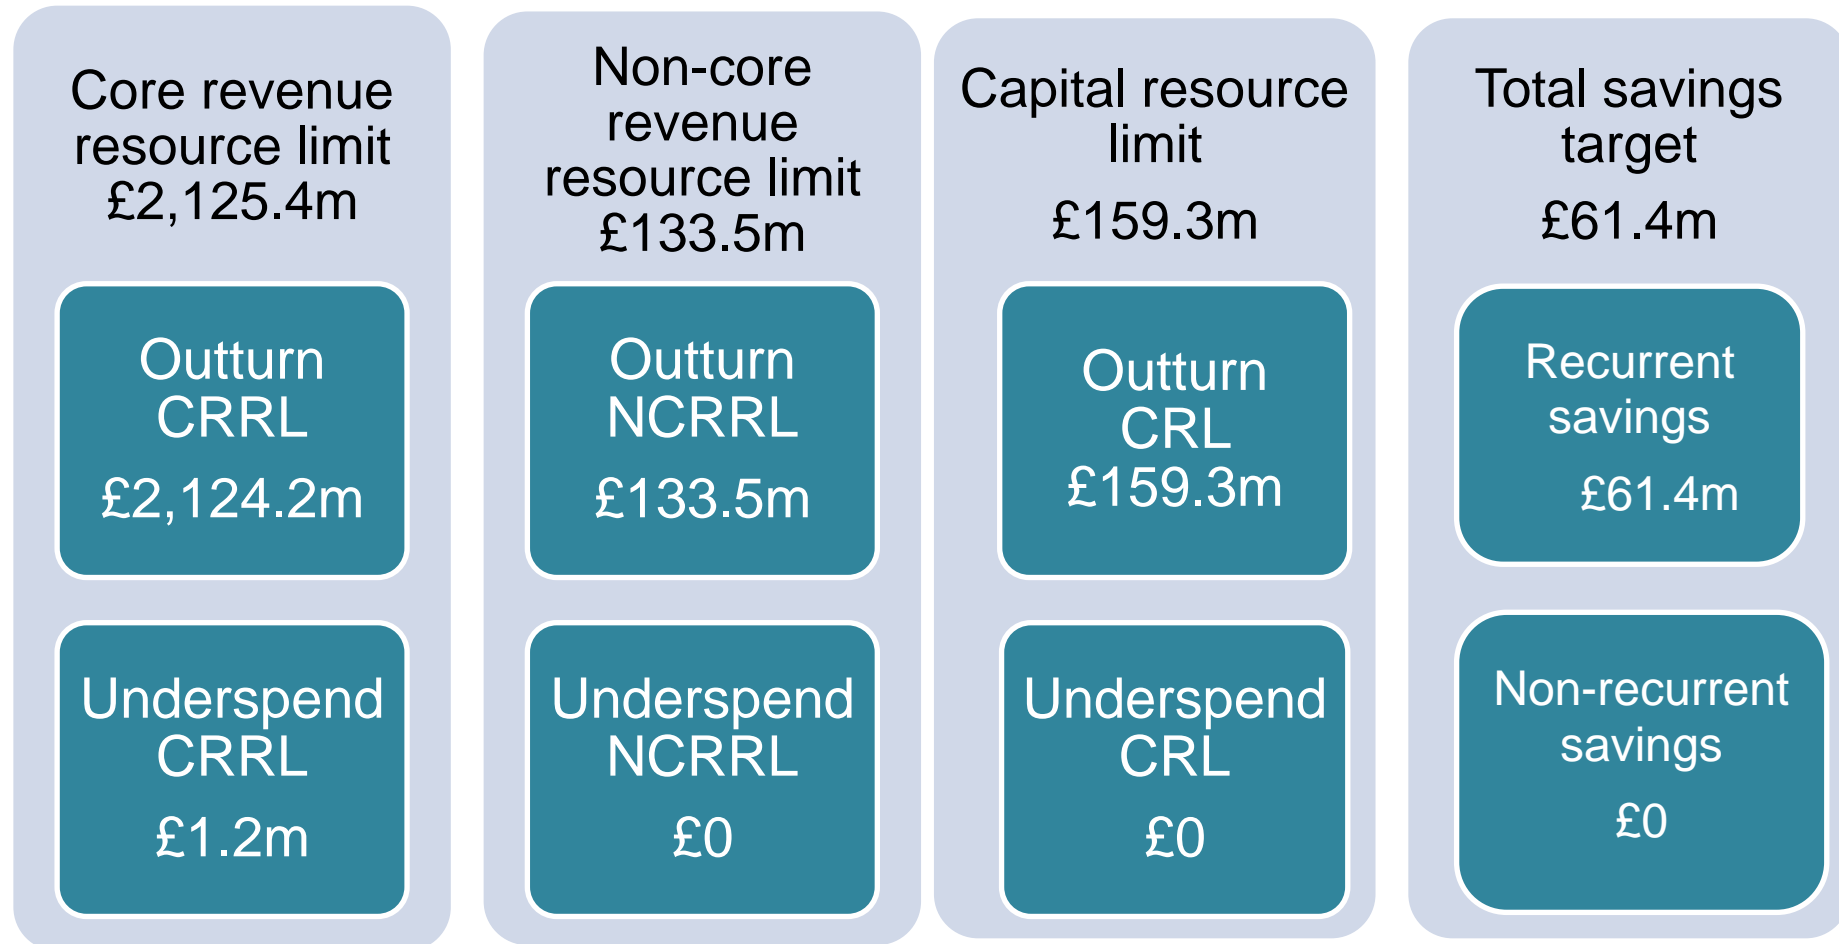 Core revenue
resource limit
£2,125.4m
Outturn
CRRL
£2,124.2m
Underspend
CRRL
£1.2m
Non-core
revenue
resource limit
£133.5m
Outturn
NCRRL
£133.5m
Underspend
NCRRL
£0
Capital resource
limit
£159.3m
Outturn
CRL
£159.3m
Underspend
CRL
£0
Total savings
target
£61.4m
Recurrent
savings
£61.4m
Non-recurrent
savings
£0